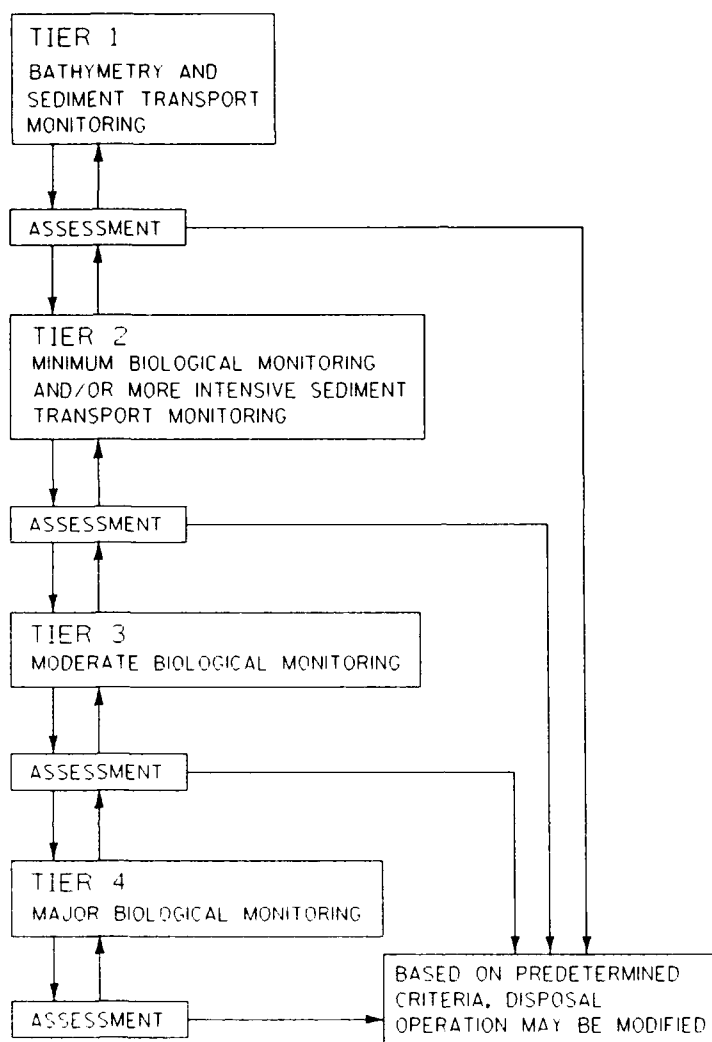 TIER 1
BATHYMETRY AND
SEDIMENT TRANSPORT
MONITORING
ASSESSMENT
TIER 2
MINIMUM BIOLOGICAL MONITORING
AND/OR MORE INTENSIVE SEDIMENT
TRANSPORT MONITORING
ASSESSMENT
TIER 3
MODERATE BIOLOGICAL MONITORING
ASSESSMENT
TIER 4
MAJOR BIOLOGICAL MONITORING
ASSESSMENT
BASED ON PREDETERMINED
CRITERIA, DISPOSAL
OPERATION MAY BE MODIFIED